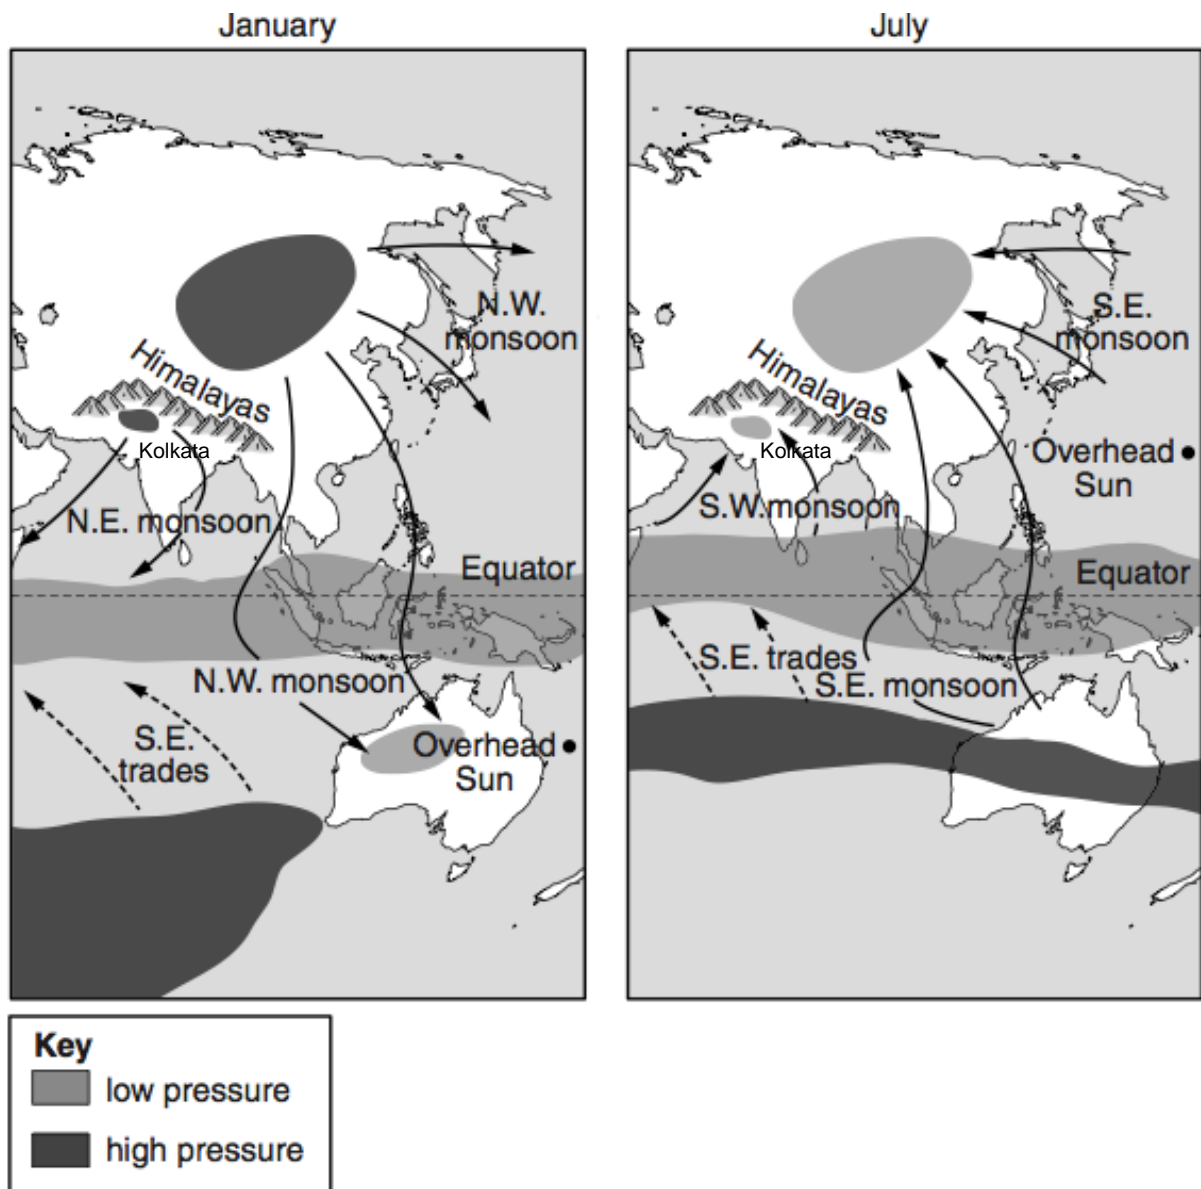 January
July
N.W.
monsoon
Himalayas
Kolkata
N.E. monsoon
Equator
N.W. monsoon
S.E.
trades
Overhead
Sun
S.E.
monsoon
Himalayas
Kolkata
Overhead
Sun
S.W. monsoon
Equator
S.E. trades
S.E. monsoon
Key
low pressure
high pressure